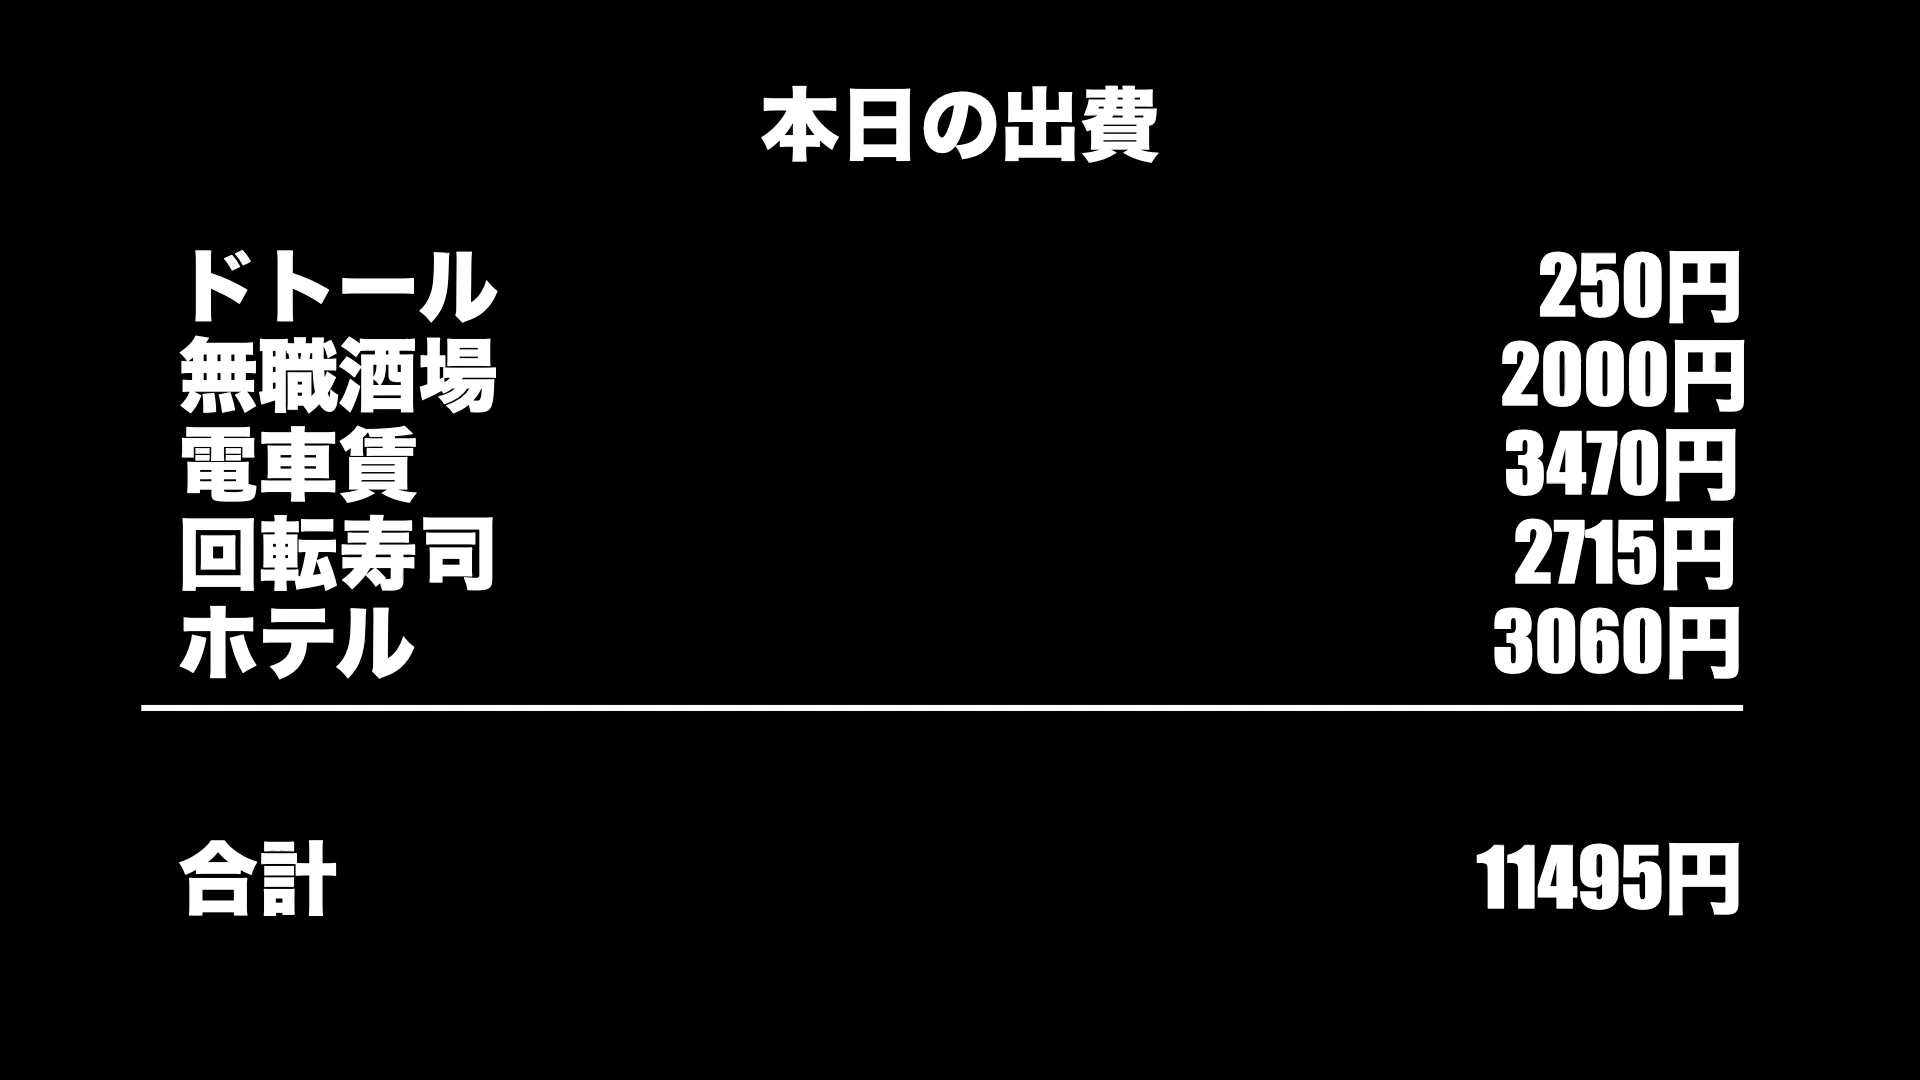 本日の出費
ドトール 250円
無職酒場 2000円
電車賃 3470円
回転寿司 2715円
ホテル 3060円
合計 11495円